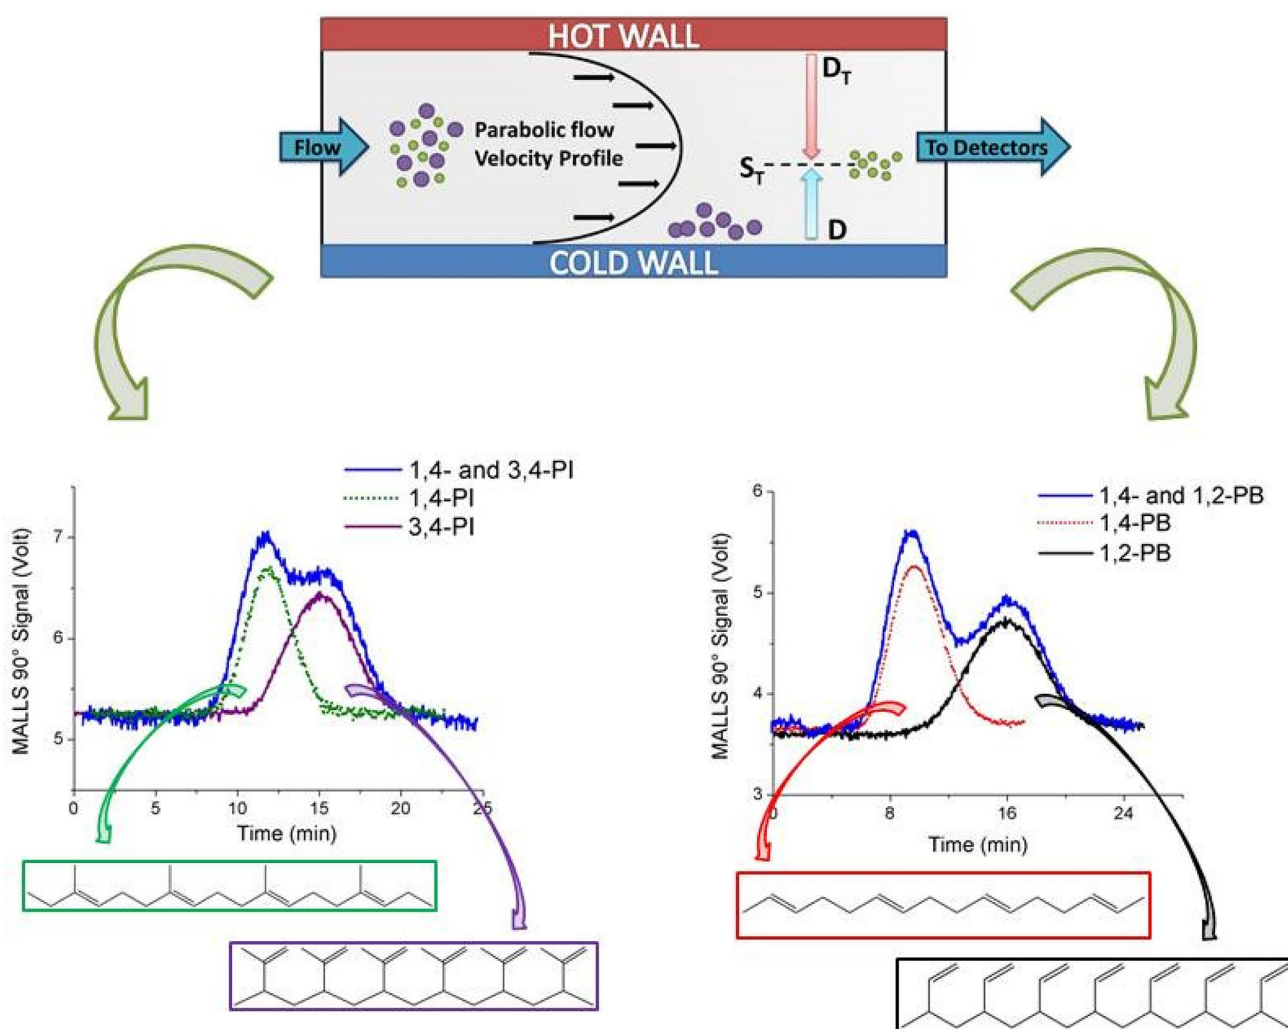 HOT WALL
D_T
Flow
Parabolic flow
Velocity Profile
S_T
To Detectors
D
COLD WALL
1,4- and 3,4-PI
1,4-PI
3,4-PI
MALLS 90° Signal (Volt)
7
6
5
0
5
10
15
20
25
Time (min)
1,4- and 1,2-PB
1,4-PB
1,2-PB
MALLS 90° Signal (Volt)
6
5
4
3
0
8
16
24
Time (min)